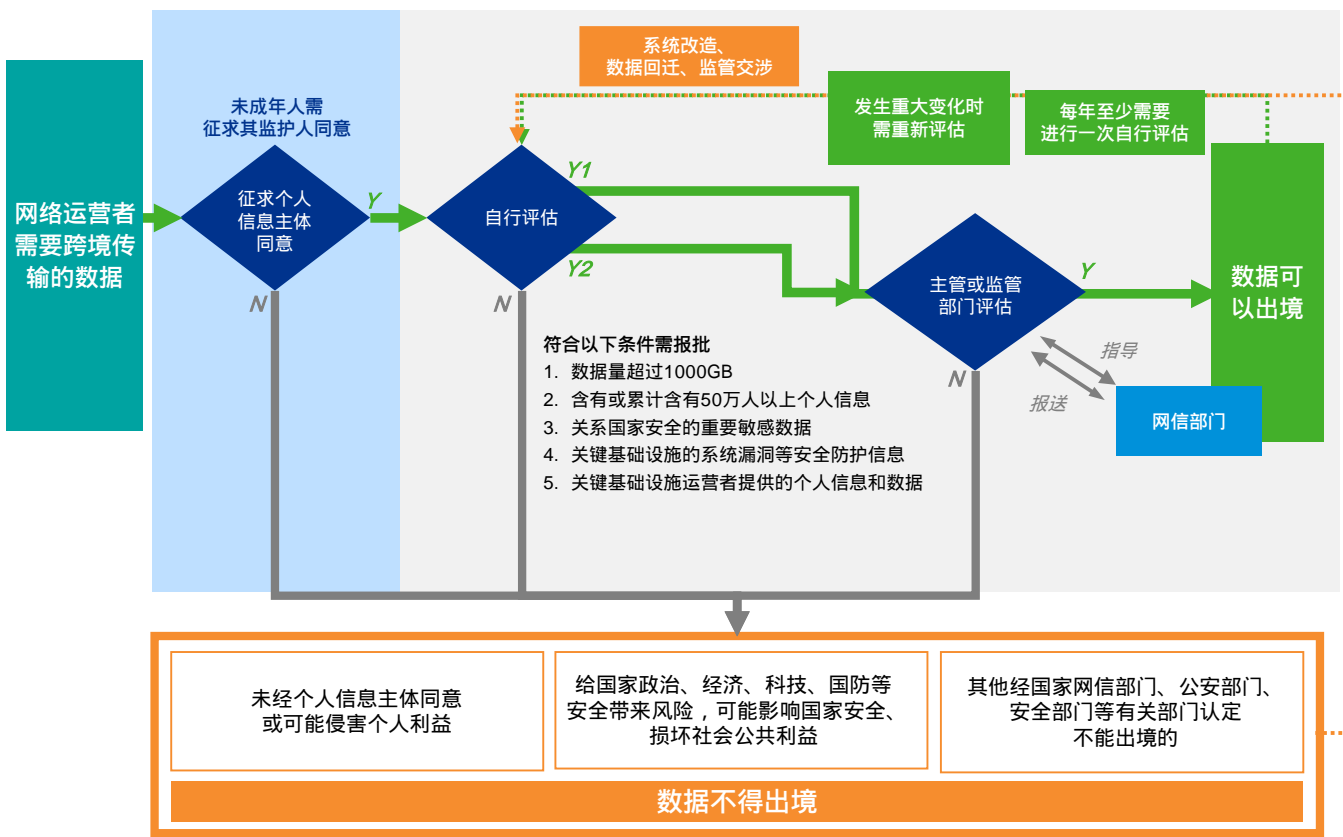 系统改造、
数据回迁、监管交涉
发生重大变化时
需重新评估
每年至少需要
进行一次自行评估
未成年人需
征求其监护人同意
网络运营者
需要跨境传
输的数据
征求个人
信息主体
同意
Y
N
自行评估
Y1
Y2
N
主管或监管
部门评估
Y
N
数据可
以出境
指导
报送
网信部门
符合以下条件需报批
1. 数据量超过1000GB
2. 含有或累计含有50万人以上个人信息
3. 关系国家安全的重要敏感数据
4. 关键基础设施的系统漏洞等安全防护信息
5. 关键基础设施运营者提供的个人信息和数据
未经个人信息主体同意
或可能侵害个人利益
给国家政治、经济、科技、国防等
安全带来风险，可能影响国家安全、
损坏社会公共利益
其他经国家网信部门、公安部门、
安全部门等有关部门认定
不能出境的
数据不得出境